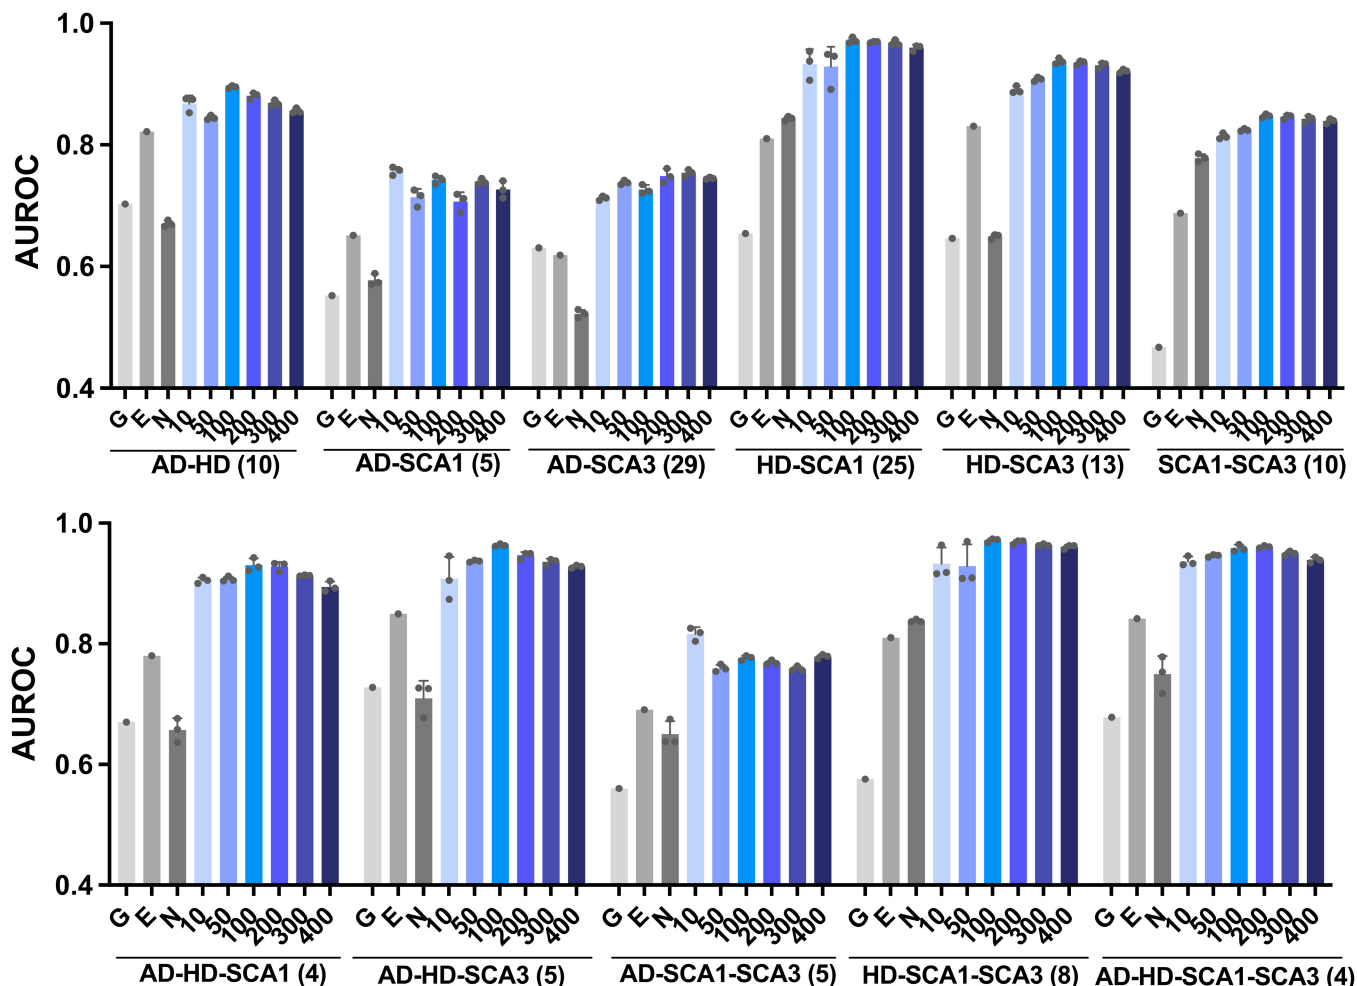 1.0
0.8
0.6
0.4
AUROC
G E N 10 50 100 200 300 400
AD-HD (10)
G E N 10 50 100 200 300 400
AD-SCA1 (5)
G E N 10 50 100 200 300 400
AD-SCA3 (29)
G E N 10 50 100 200 300 400
HD-SCA1 (25)
G E N 10 50 100 200 300 400
HD-SCA3 (13)
G E N 10 50 100 200 300 400
SCA1-SCA3 (10)
1.0
0.8
0.6
0.4
AUROC
G E N 10 50 100 200 300 400
AD-HD-SCA1 (4)
G E N 10 50 100 200 300 400
AD-HD-SCA3 (5)
G E N 10 50 100 200 300 400
AD-SCA1-SCA3 (5)
G E N 10 50 100 200 300 400
HD-SCA1-SCA3 (8)
G E N 10 50 100 200 300 400
AD-HD-SCA1-SCA3 (4)